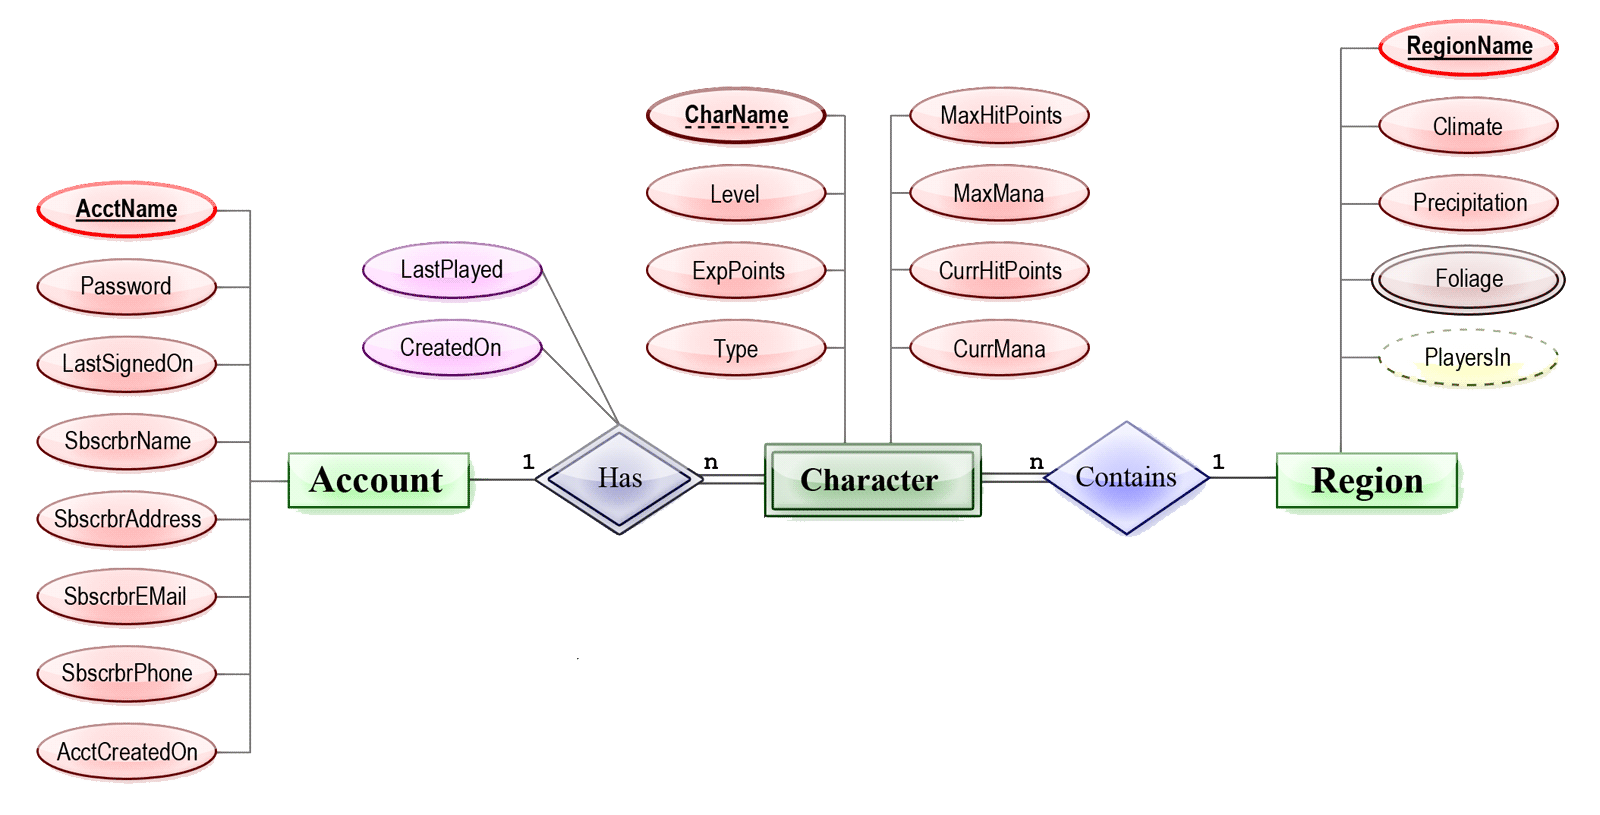 AcctName
Password
LastSignedOn
SbscrbrName
SbscrbrAddress
SbscrbrEMail
SbscrbrPhone
AcctCreatedOn
Account
1
LastPlayed
CreatedOn
Has
n
CharName
Level
ExpPoints
Type
MaxHitPoints
MaxMana
CurrHitPoints
CurrMana
Character
n
Contains
1
RegionName
Climate
Precipitation
Foliage
PlayersIn
Region